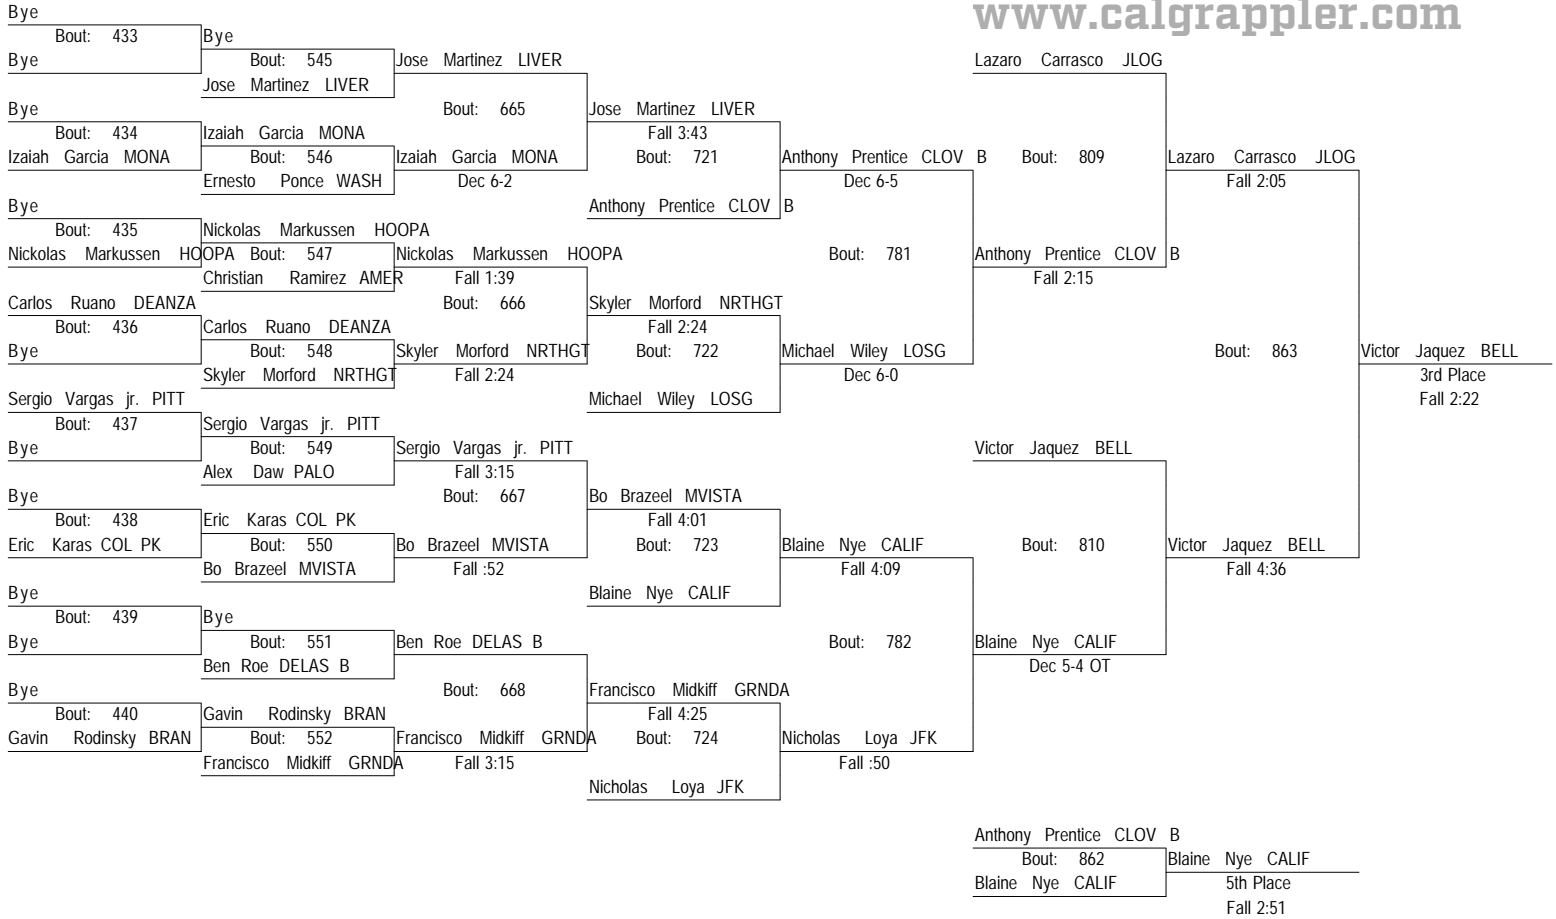 Bye
www.calgrappler.com
Bout: 433 Bye
Bye Bout: 545 Jose Martinez LIVER Lazaro Carrasco JLOG
Jose Martinez LIVER
Bye Bout: 665 Jose Martinez LIVER
Bout: 434 Izaiah Garcia MONA Fall 3:43
Izaiah Garcia MONA Bout: 546 Izaiah Garcia MONA Bout: 721 Anthony Prentice CLOV B Bout: 809 Lazaro Carrasco JLOG
Ernesto Ponce WASH Dec 6-2 Dec 6-5 Fall 2:05
Bye Anthony Prentice CLOV B
Bout: 435 Nickolas Markussen HOOPA
Nickolas Markussen HOOPA Bout: 547 Nickolas Markussen HOOPA Bout: 781 Anthony Prentice CLOV B
Christian Ramirez AMER Fall 1:39 Fall 2:15
Carlos Ruano DEANZA Bout: 666 Skyler Morford NRTHGT
Bout: 436 Carlos Ruano DEANZA Fall 2:24
Bye Bout: 548 Skyler Morford NRTHGT Bout: 722 Michael Wiley LOSG Bout: 863 Victor Jaquez BELL
Skyler Morford NRTHGT Fall 2:24 Dec 6-0 3rd Place
Sergio Vargas jr. PITT Michael Wiley LOSG Fall 2:22
Bout: 437 Sergio Vargas jr. PITT
Bye Bout: 549 Sergio Vargas jr. PITT Victor Jaquez BELL
Alex Daw PALO Fall 3:15
Bye Bout: 667 Bo Brazeel MVISTA
Bout: 438 Eric Karas COL PK Fall 4:01
Eric Karas COL PK Bout: 550 Bo Brazeel MVISTA Bout: 723 Blaine Nye CALIF Bout: 810 Victor Jaquez BELL
Bo Brazeel MVISTA Fall :52 Fall 4:09 Fall 4:36
Bye Blaine Nye CALIF
Bout: 439 Bye
Bye Bout: 551 Ben Roe DELAS B Bout: 782 Blaine Nye CALIF
Ben Roe DELAS B Dec 5-4 OT
Bye Bout: 668 Francisco Midkiff GRNDA
Bout: 440 Gavin Rodinsky BRAN Fall 4:25
Gavin Rodinsky BRAN Bout: 552 Francisco Midkiff GRNDA Bout: 724 Nicholas Loya JFK
Francisco Midkiff GRNDA Fall 3:15 Fall :50
Nicholas Loya JFK
Anthony Prentice CLOV B
Bout: 862 Blaine Nye CALIF
Blaine Nye CALIF 5th Place
Fall 2:51